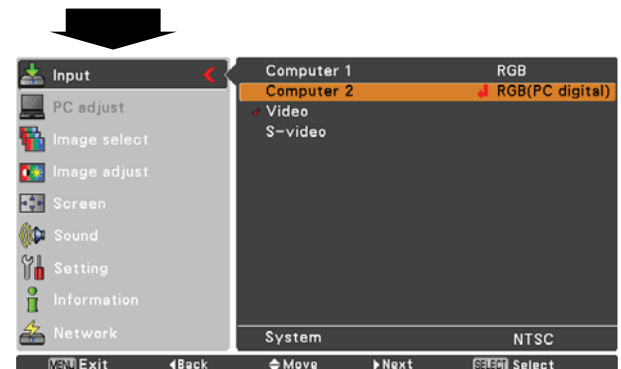 Input
PC adjust
Image select
Image adjust
Screen
Sound
Setting
Information
Network
Computer 1 RGB
Computer 2 RGB(PC digital)
Video
S-video
System NTSC
MENU Exit Back Move Next SELECT Select